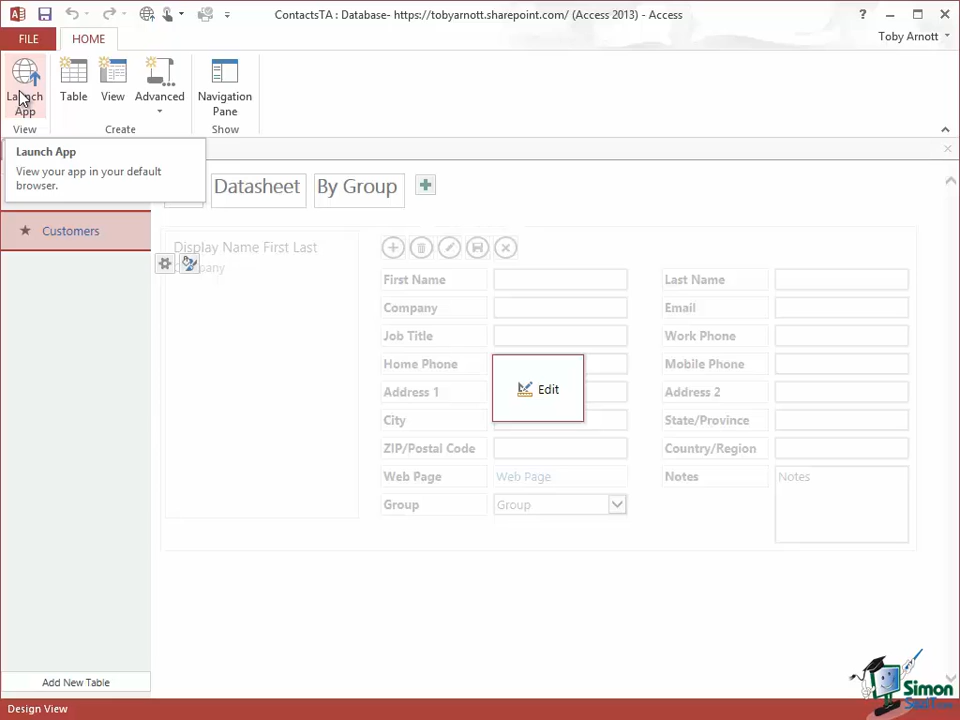 ContactsTA : Database- https://tobyarnott.sharepoint.com/ (Access 2013) - Access
?
FILE
HOME
Toby Arnott
Launch
App
Table
View
Advanced
Navigation
Pane
View
Create
Show
Launch App
View your app in your default
browser.
Datasheet
By Group
Customers
Display Name First Last
Company
First Name
Last Name
Company
Email
Job Title
Work Phone
Home Phone
Mobile Phone
Edit
Address 1
Address 2
City
State/Province
ZIP/Postal Code
Country/Region
Web Page
Web Page
Notes
Notes
Group
Group
Add New Table
Design View
Simon
SezIT.com